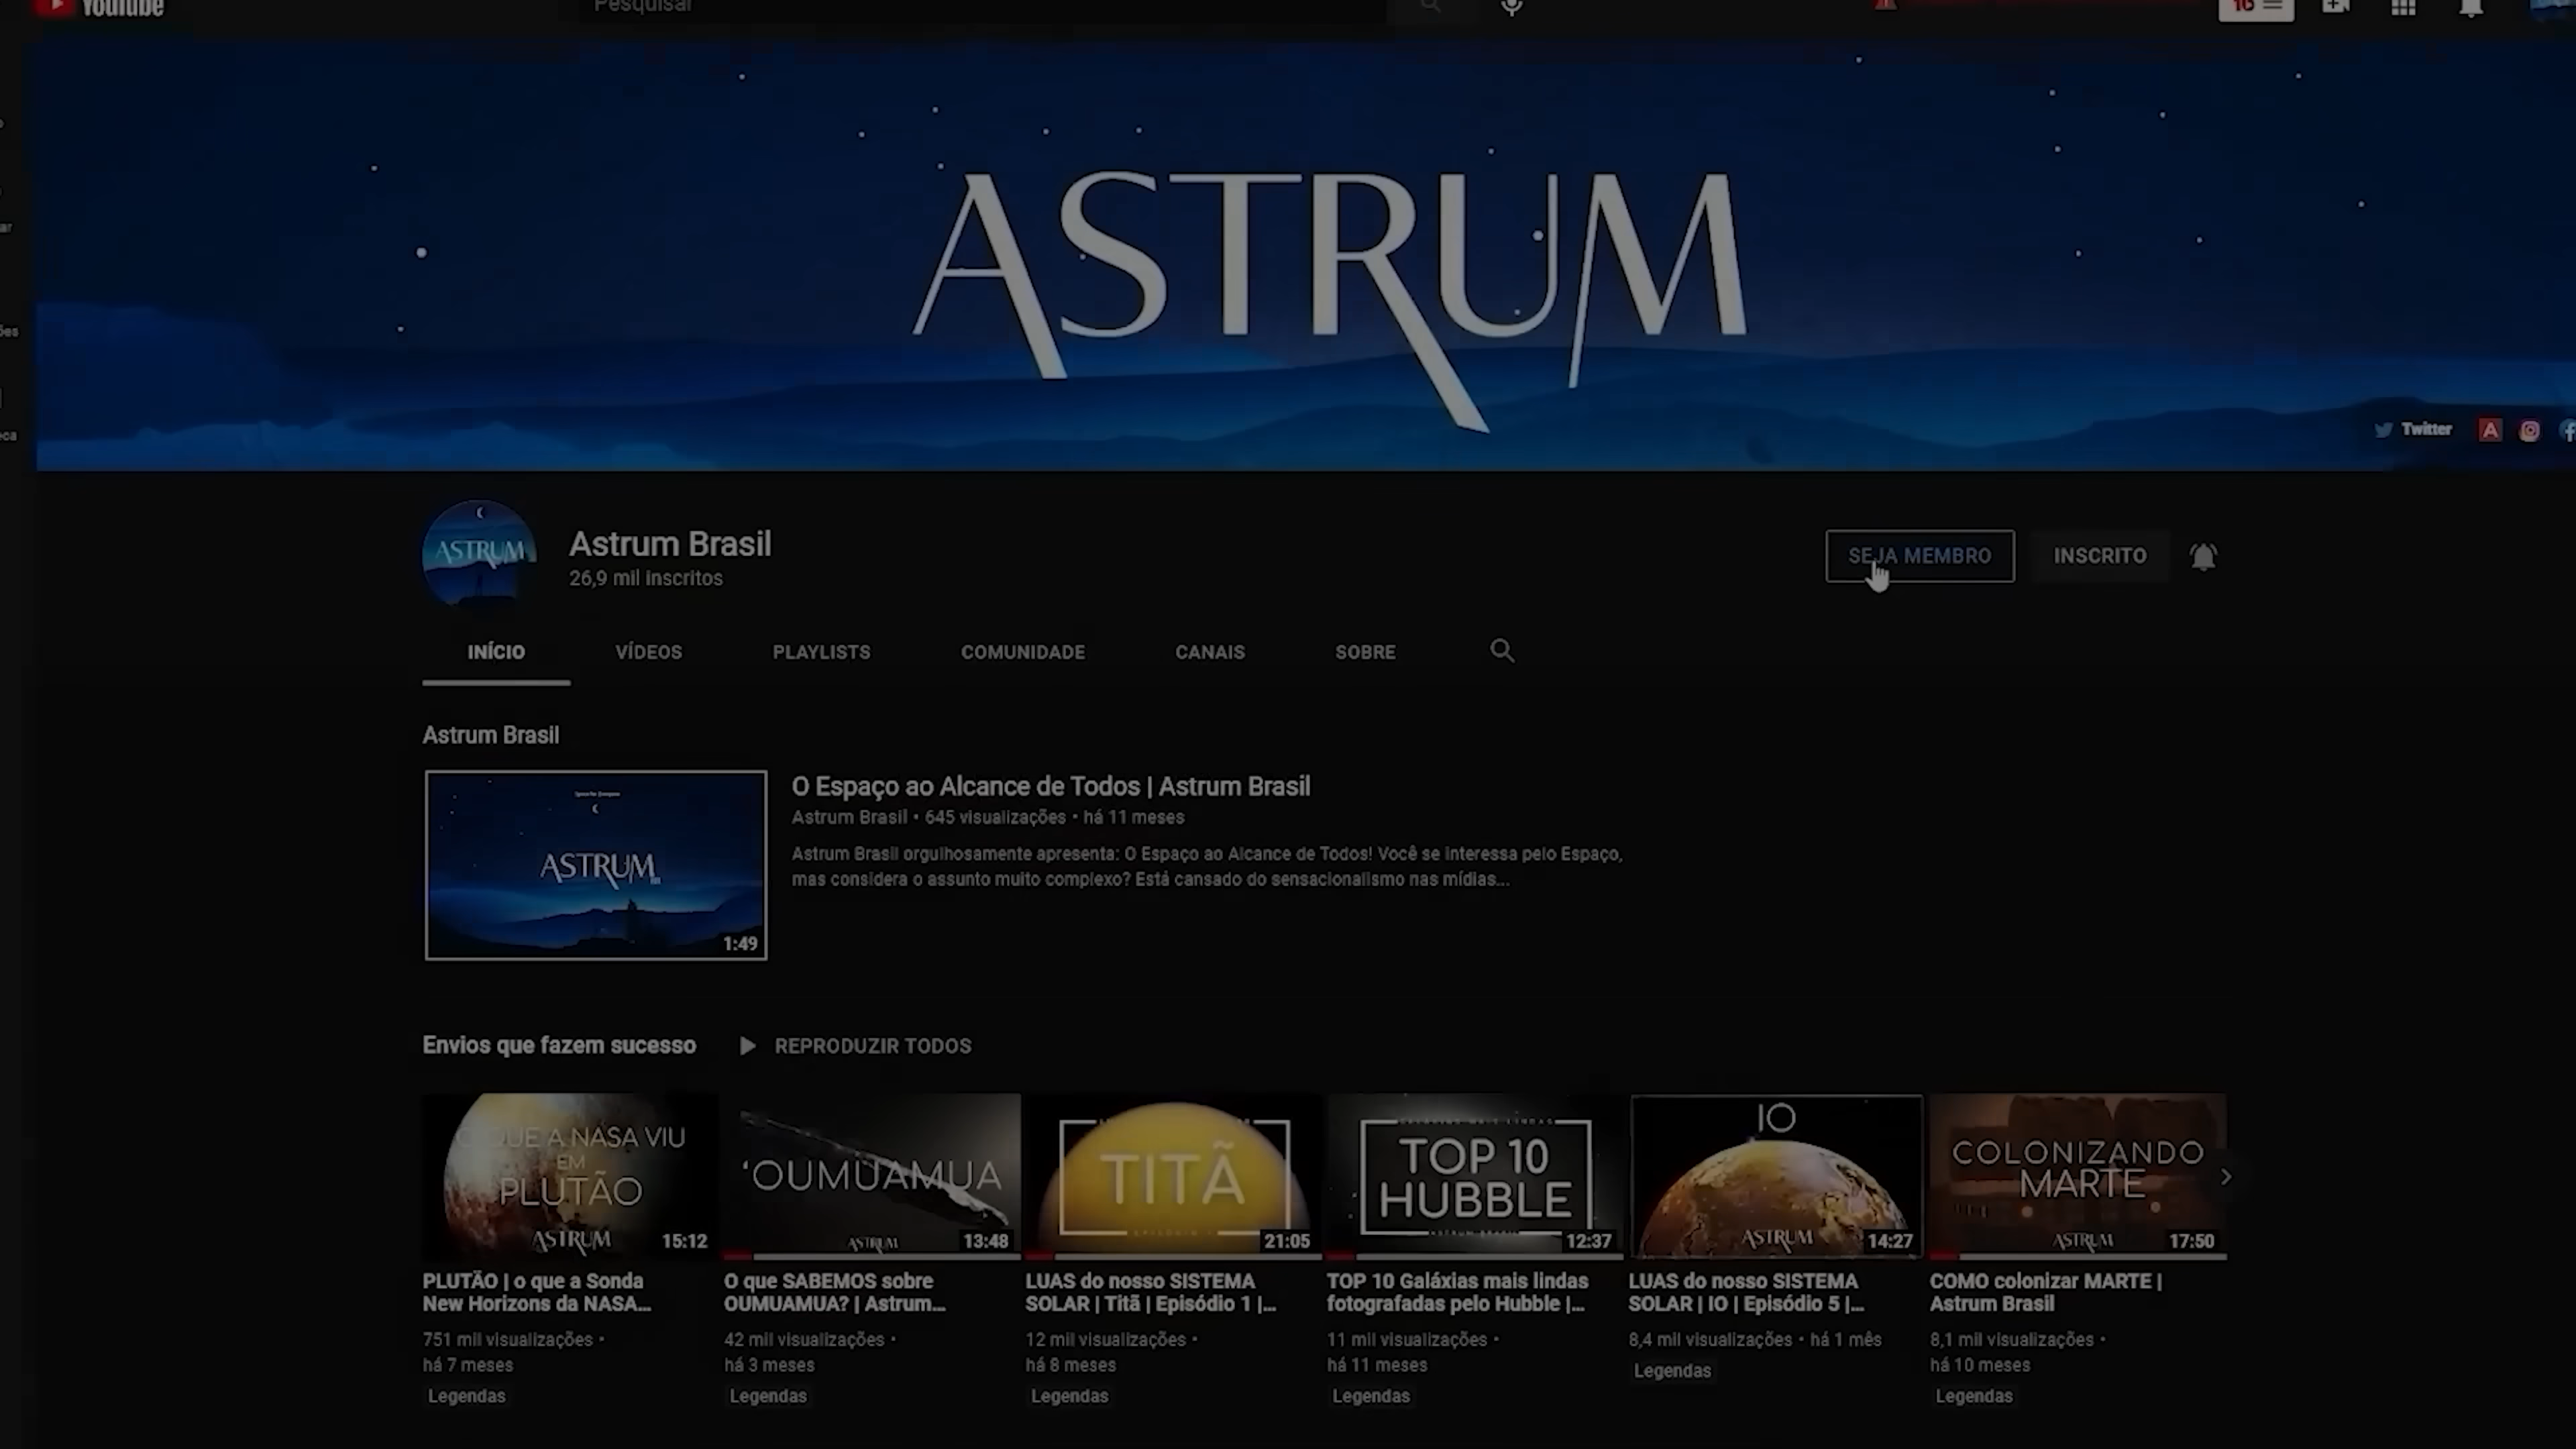 YouTube
Pesquisar
ASTRUM
Twitter
ASTRUM
Astrum Brasil
26,9 mil inscritos
SEJA MEMBRO
INSCRITO
INÍCIO
VÍDEOS
PLAYLISTS
COMUNIDADE
CANAIS
SOBRE
Astrum Brasil
ASTRUM
1:49
O Espaço ao Alcance de Todos | Astrum Brasil
Astrum Brasil • 645 visualizações • há 11 meses
Astrum Brasil orgulhosamente apresenta: O Espaço ao Alcance de Todos! Você se interessa pelo Espaço,
mas considera o assunto muito complexo? Está cansado do sensacionalismo nas mídias...
Envios que fazem sucesso
REPRODUZIR TODOS
O QUE A NASA VIU
EM
PLUTÃO
ASTRUM
15:12
PLUTÃO | o que a Sonda
New Horizons da NASA...
751 mil visualizações •
há 7 meses
Legendas
'OUMUAMUA
ASTRUM
13:48
O que SABEMOS sobre
OUMUAMUA? | Astrum...
42 mil visualizações •
há 3 meses
Legendas
TITÃ
21:05
LUAS do nosso SISTEMA
SOLAR | Titã | Episódio 1 |...
12 mil visualizações •
há 8 meses
Legendas
TOP 10
HUBBLE
12:37
TOP 10 Galáxias mais lindas
fotografadas pelo Hubble |...
11 mil visualizações •
há 11 meses
Legendas
IO
ASTRUM
14:27
LUAS do nosso SISTEMA
SOLAR | IO | Episódio 5 |...
8,4 mil visualizações • há 1 mês
Legendas
COLONIZANDO
MARTE
ASTRUM
17:50
COMO colonizar MARTE |
Astrum Brasil
8,1 mil visualizações •
há 10 meses
Legendas